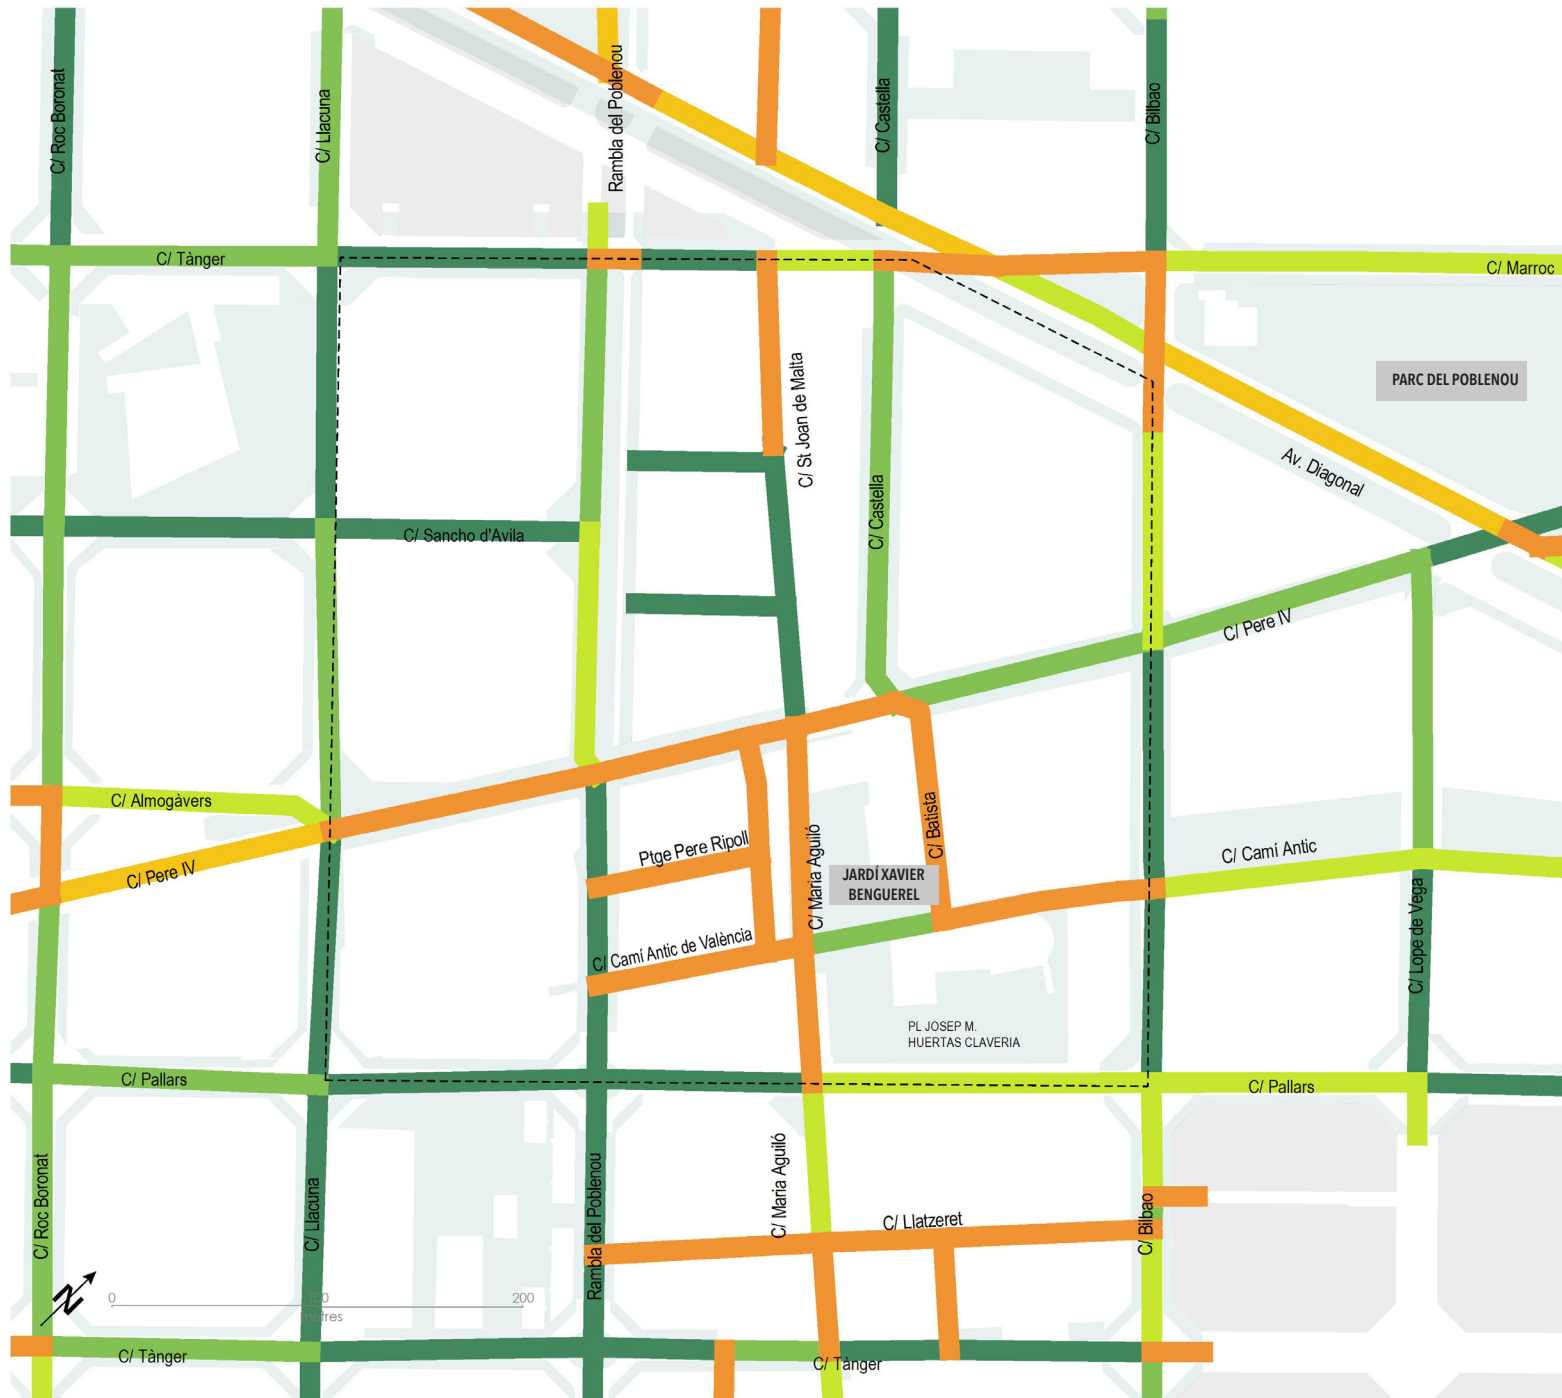 C/ Roc Boronat
C/ Llacuna
Rambla del Poblenou
C/ Castella
C/ Bilbao
C/ Tànger
C/ Marroc
PARC DEL POBLENOU
C/ St Joan de Malta
Av. Diagonal
C/ Castella
C/ Sancho d'Avila
C/ Pere IV
C/ Almogàvers
C/ Pere IV
Ptge Pere Ripoll
C/ Maria Aguiló
C/ Batista
C/ Camí Antic
JARDÍ XAVIER
BENGUEREL
C/ Camí Antic de València
C/ Lope de Vega
PL JOSEP M.
HUERTAS CLAVERIA
C/ Pallars
C/ Pallars
C/ Roc Boronat
C/ Llacuna
Rambla del Poblenou
C/ Maria Aguiló
C/ Llatzeret
C/ Bilbao
N
0 100 200
metres
C/ Tànger
C/ Tànger